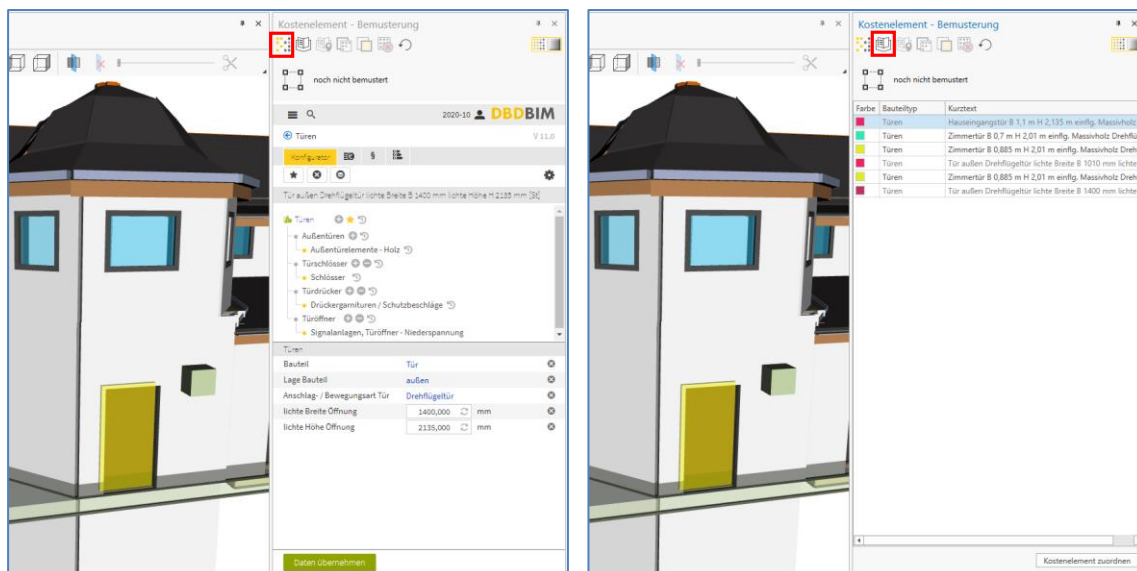 Kostenelement - Bemusterung
noch nicht bemustert
2020-10 DBDBIM
Türen V 11.0
Konfigurator §
Tür außen Drehflügeltür lichte Breite B 1400 mm lichte Höhe H 2135 mm [St]
Türen
Außentüren
Außentürelemente - Holz
Türschlösser
Schlösser
Türdrücker
Drückergarnituren / Schutzbeschläge
Türöffner
Signalanlagen, Türöffner - Niederspannung
Türen
Bauteil Tür
Lage Bauteil außen
Anschlag- / Bewegungsart Tür Drehflügeltür
lichte Breite Öffnung 1400,000 mm
lichte Höhe Öffnung 2135,000 mm
Daten übernehmen
Kostenelement - Bemusterung
noch nicht bemustert
Farbe Bauteiltyp Kurztext
Türen Hauseingangstür B 1,1 m H 2,135 m einflg. Massivholz
Türen Zimmertür B 0,7 m H 2,01 m einflg. Massivholz Drehflü
Türen Zimmertür B 0,885 m H 2,01 m einflg. Massivholz Dreh
Türen Tür außen Drehflügeltür lichte Breite B 1010 mm lichte
Türen Zimmertür B 0,885 m H 2,01 m einflg. Massivholz Dreh
Türen Tür außen Drehflügeltür lichte Breite B 1400 mm lichte
Kostenelement zuordnen